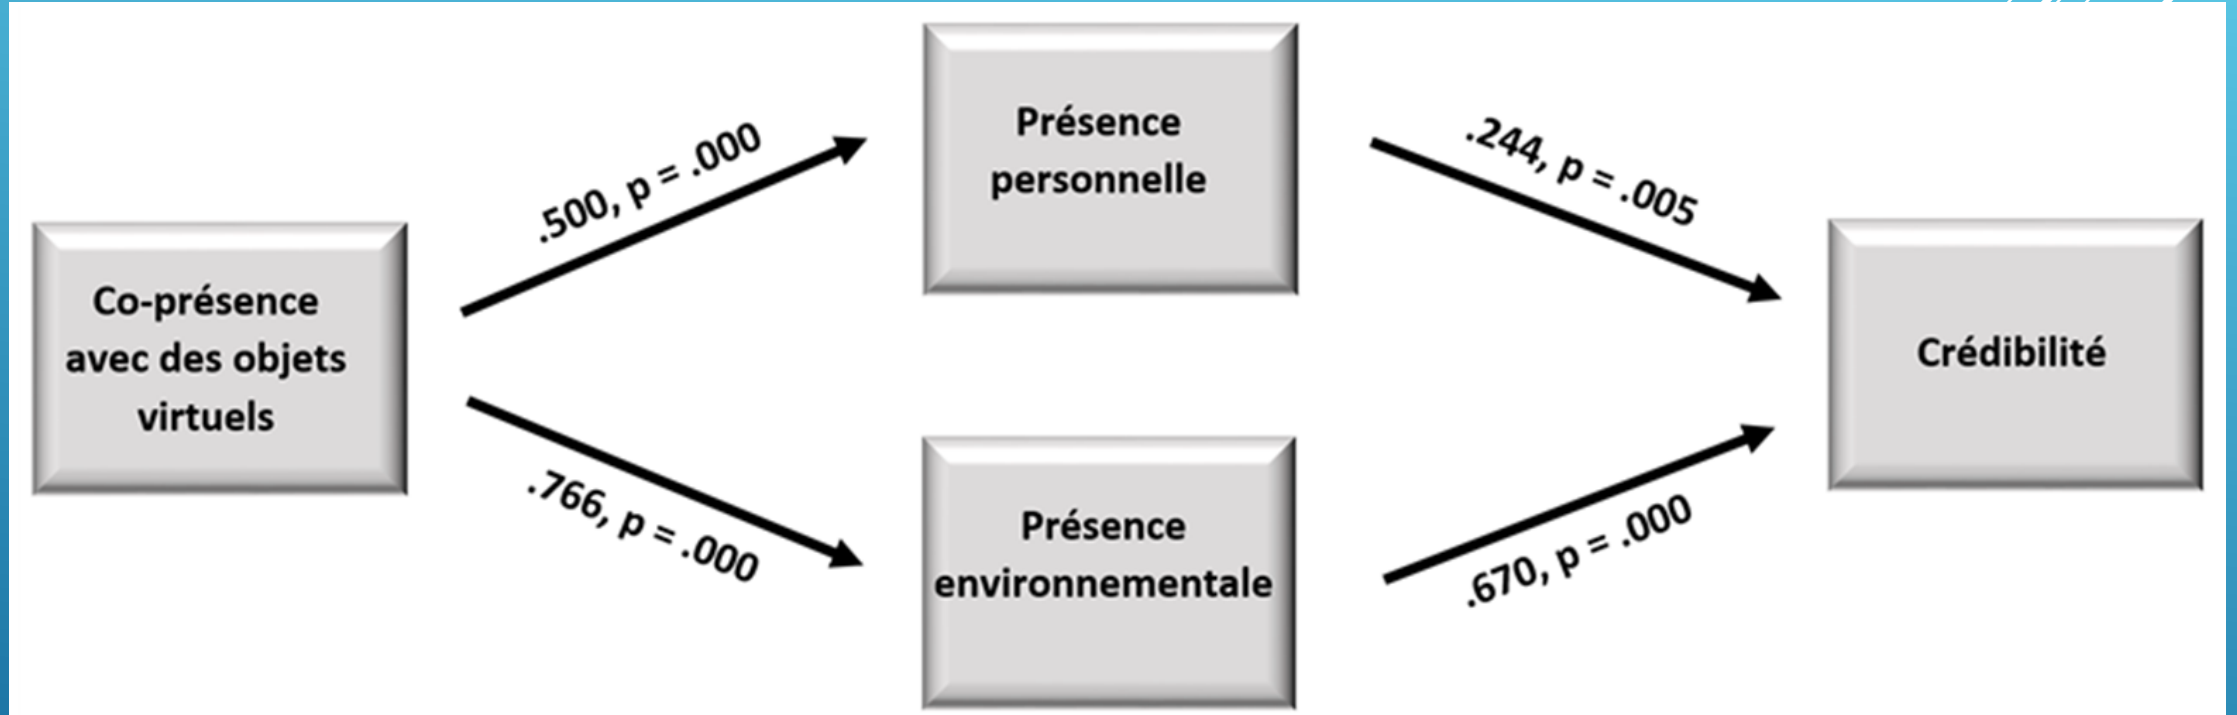 Co-présence
avec des objets
virtuels
.500, p = .000
.766, p = .000
Présence
personnelle
Présence
environnementale
.244, p = .005
.670, p = .000
Crédibilité